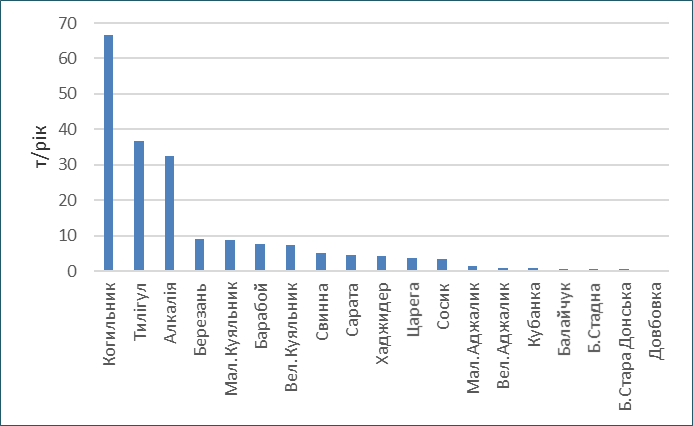 70
60
50
40
30
20
10
0
т/рік
Когильник
Тилігул
Алкалія
Березань
Мал.Куяльник
Барабой
Вел.Куяльник
Свинна
Сарата
Хаджидер
Царега
Сосик
Мал.Аджалик
Вел.Аджалик
Кубанка
Балайчук
Б.Стадна
Б.Стара Донська
Довбовка